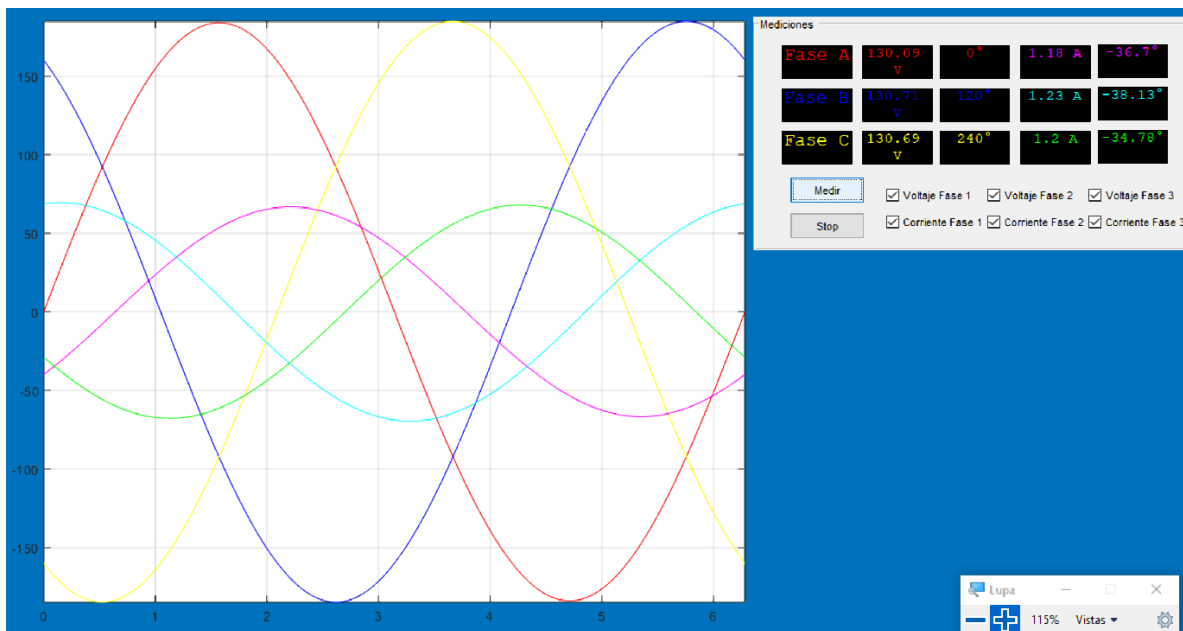 Mediciones
Fase A 130.09 V 0° 1.18 A -36.7°
Fase B 130.71 V 120° 1.23 A -38.13°
Fase C 130.69 V 240° 1.2 A -34.78°
Medir
Voltaje Fase 1 Voltaje Fase 2 Voltaje Fase 3
Stop
Corriente Fase 1 Corriente Fase 2 Corriente Fase 3
150
100
50
0
-50
-100
-150
0 1 2 3 4 5 6
Lupa
115% Vistas